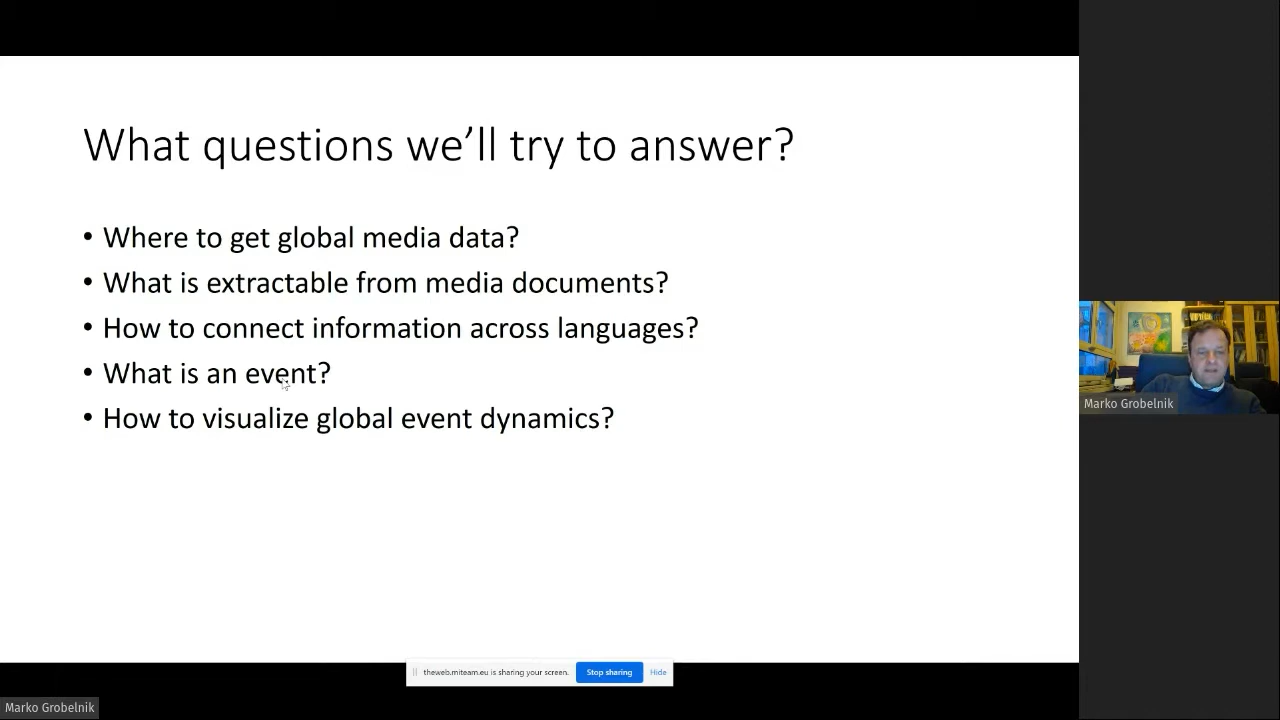 What questions we'll try to answer?
• Where to get global media data?
• What is extractable from media documents?
• How to connect information across languages?
• What is an event?
• How to visualize global event dynamics?
Marko Grobelnik
theweb.miteam.eu is sharing your screen. Stop sharing Hide
Marko Grobelnik